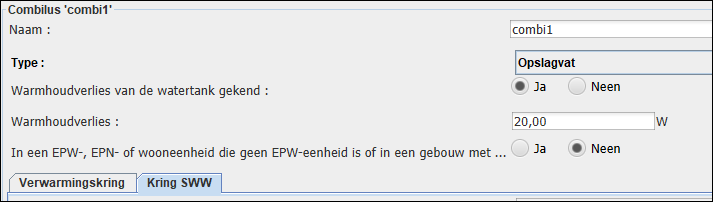 Combilus 'combi1'
Naam : combi1
Type : Opslagvat
Warmhoudverlies van de watertank gekend : Ja Neen
Warmhoudverlies : 20,00 W
In een EPW-, EPN- of wooneenheid die geen EPW-eenheid is of in een gebouw met ... Ja Neen
Verwarmingskring Kring SWW